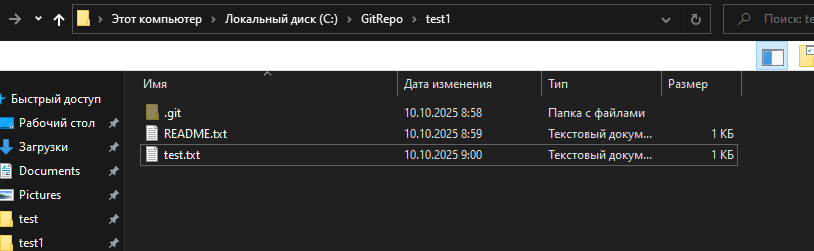 Этот компьютер > Локальный диск (C:) > GitRepo > test1
Поиск: te
Имя Дата изменения Тип Размер
Быстрый доступ
Рабочий стол
Загрузки
Documents
Pictures
test
test1
.git 10.10.2025 8:58 Папка с файлами
README.txt 10.10.2025 8:59 Текстовый докум... 1 КБ
test.txt 10.10.2025 9:00 Текстовый докум... 1 КБ